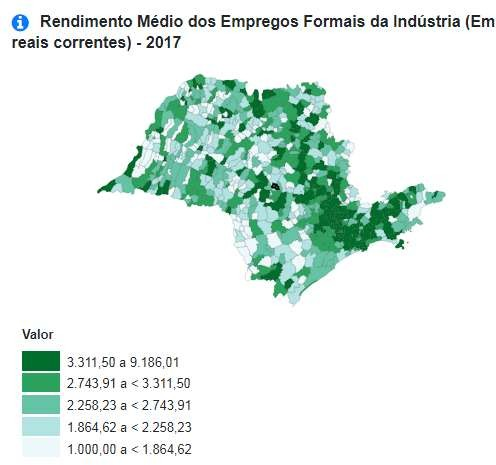 Rendimento Médio dos Empregos Formais da Indústria (Em
reais correntes) - 2017
Valor
3.311,50 a 9.186,01
2.743,91 a < 3.311,50
2.258,23 a < 2.743,91
1.864,62 a < 2.258,23
1.000,00 a < 1.864,62